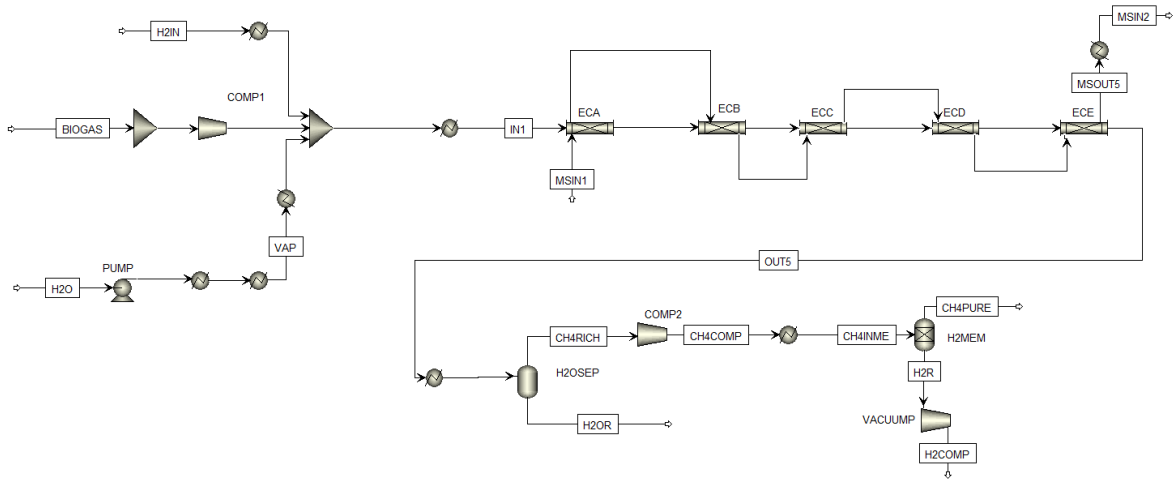 MSIN2
H2IN
COMP1
MSOUT5
ECA
ECB
ECC
ECD
ECE
BIOGAS
IN1
MSIN1
VAP
PUMP
H2O
OUT5
CH4PURE
COMP2
CH4RICH
CH4COMP
CH4INME
H2MEM
H2OSEP
H2R
H2OR
VACUUMP
H2COMP